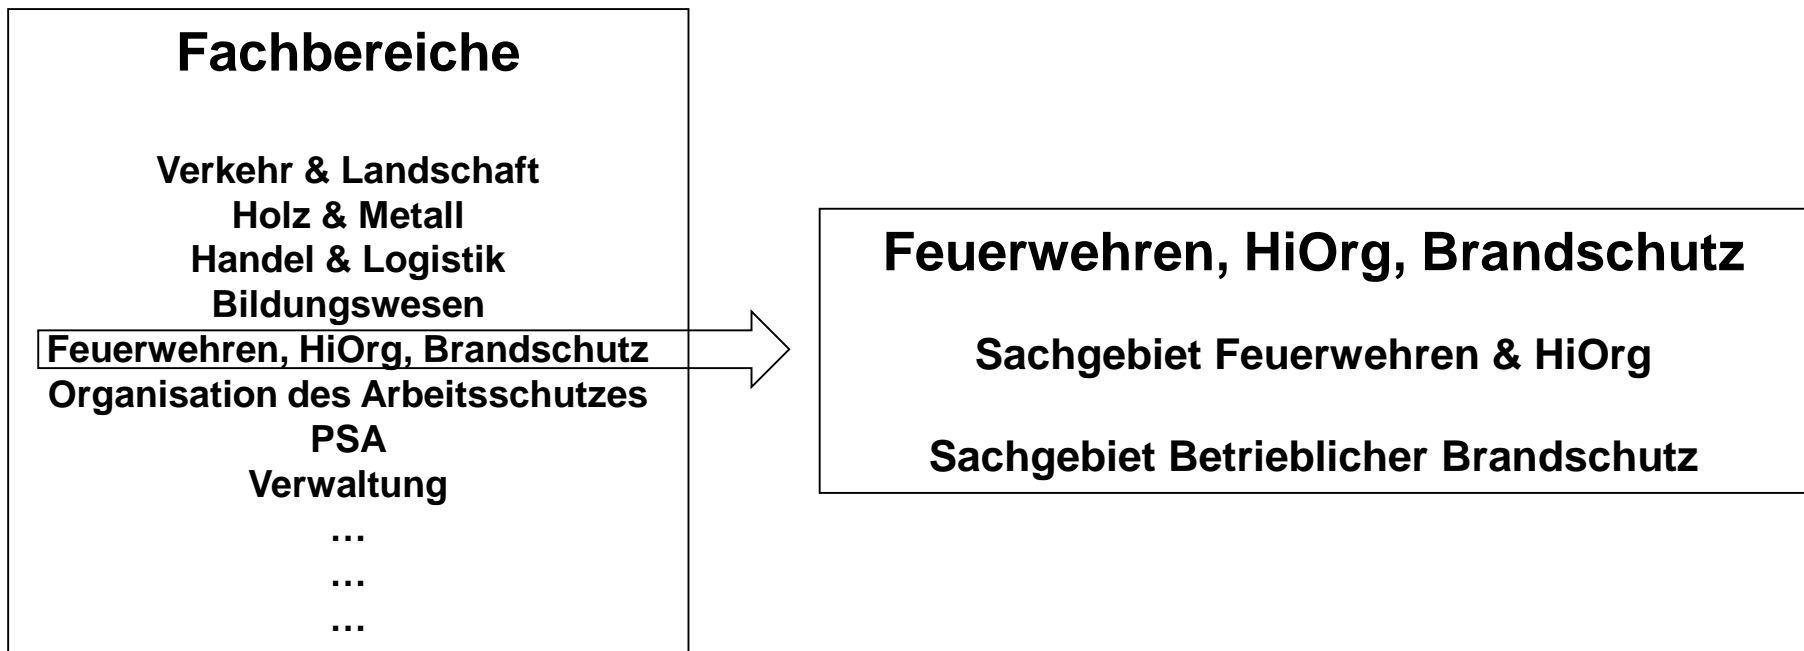 Fachbereiche
Verkehr & Landschaft
Holz & Metall
Handel & Logistik
Bildungswesen
Feuerwehren, HiOrg, Brandschutz
Organisation des Arbeitsschutzes
PSA
Verwaltung
…
…
…
Feuerwehren, HiOrg, Brandschutz
Sachgebiet Feuerwehren & HiOrg
Sachgebiet Betrieblicher Brandschutz